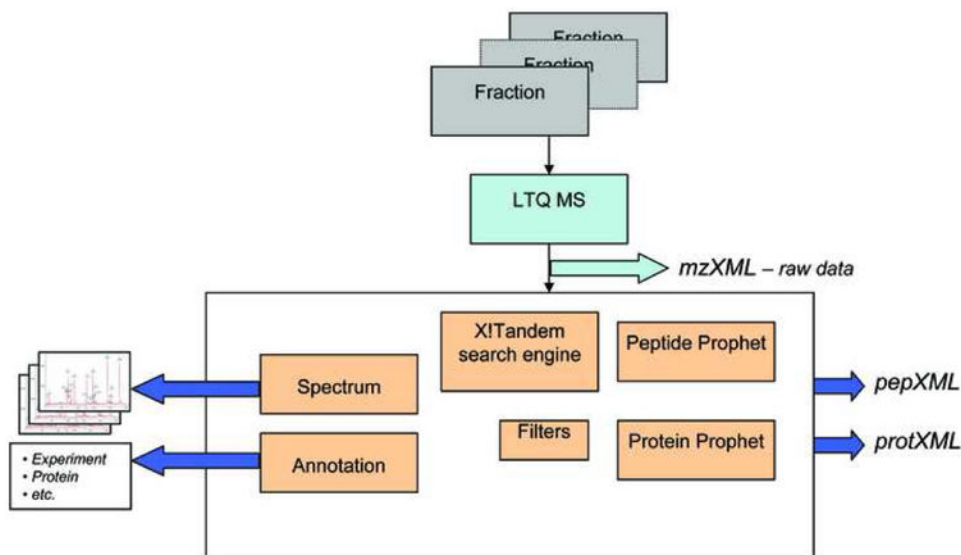 Fraction
Fraction
Fraction
LTQ MS
mzXML – raw data
X!Tandem
search engine
Peptide Prophet
Spectrum
pepXML
Filters
Protein Prophet
protXML
Annotation
• Experiment
• Protein
• etc.